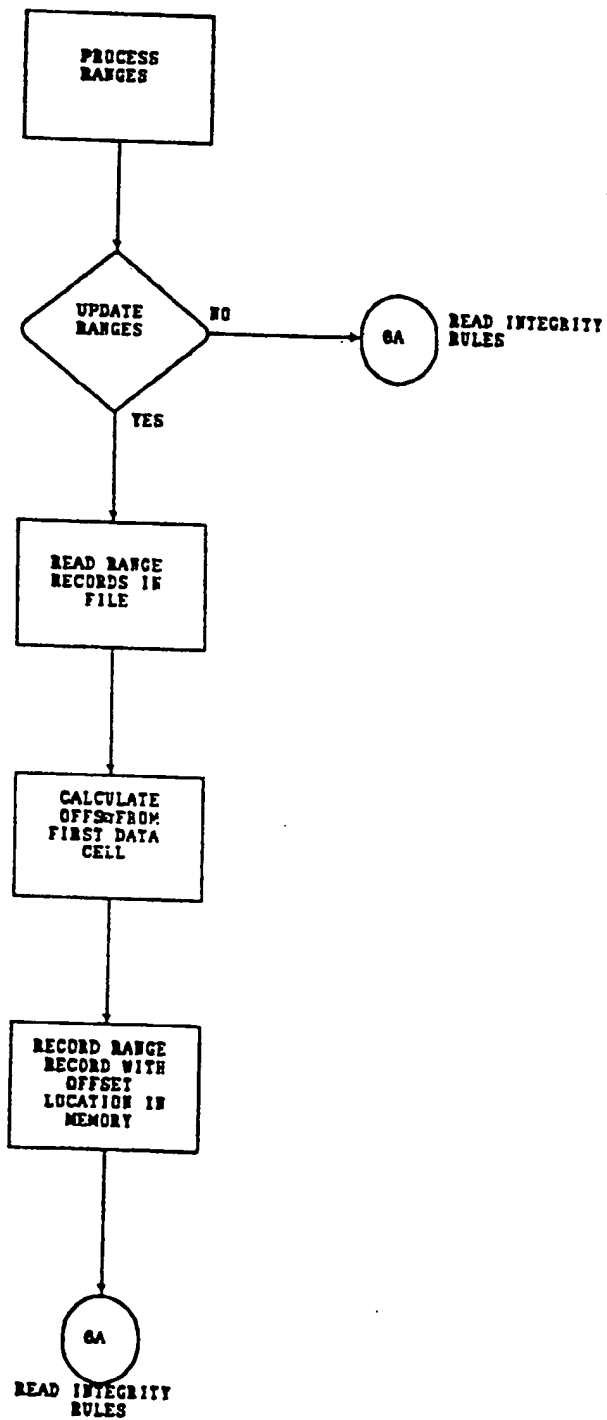 PROCESS
RANGES
UPDATE
RANGES
NO
6A
READ INTEGRITY
RULES
YES
READ RANGE
RECORDS IN
FILE
CALCULATE
OFFSET FROM
FIRST DATA
CELL
RECORD RANGE
RECORD WITH
OFFSET
LOCATION IN
MEMORY
6A
READ INTEGRITY
RULES